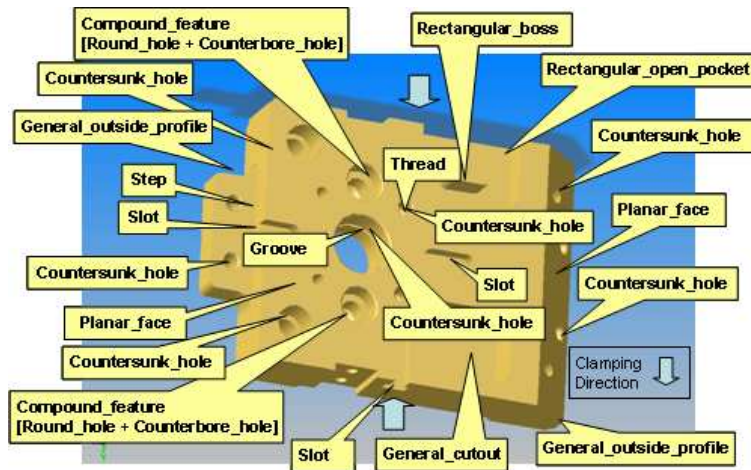 Compound_feature
[Round_hole + Counterbore_hole]
Rectangular_boss
Countersunk_hole
Rectangular_open_pocket
General_outside_profile
Countersunk_hole
Thread
Step
Countersunk_hole
Planar_face
Slot
Groove
Countersunk_hole
Slot
Countersunk_hole
Planar_face
Countersunk_hole
Countersunk_hole
Clamping
Direction
Compound_feature
[Round_hole + Counterbore_hole]
Slot
General_cutout
General_outside_profile